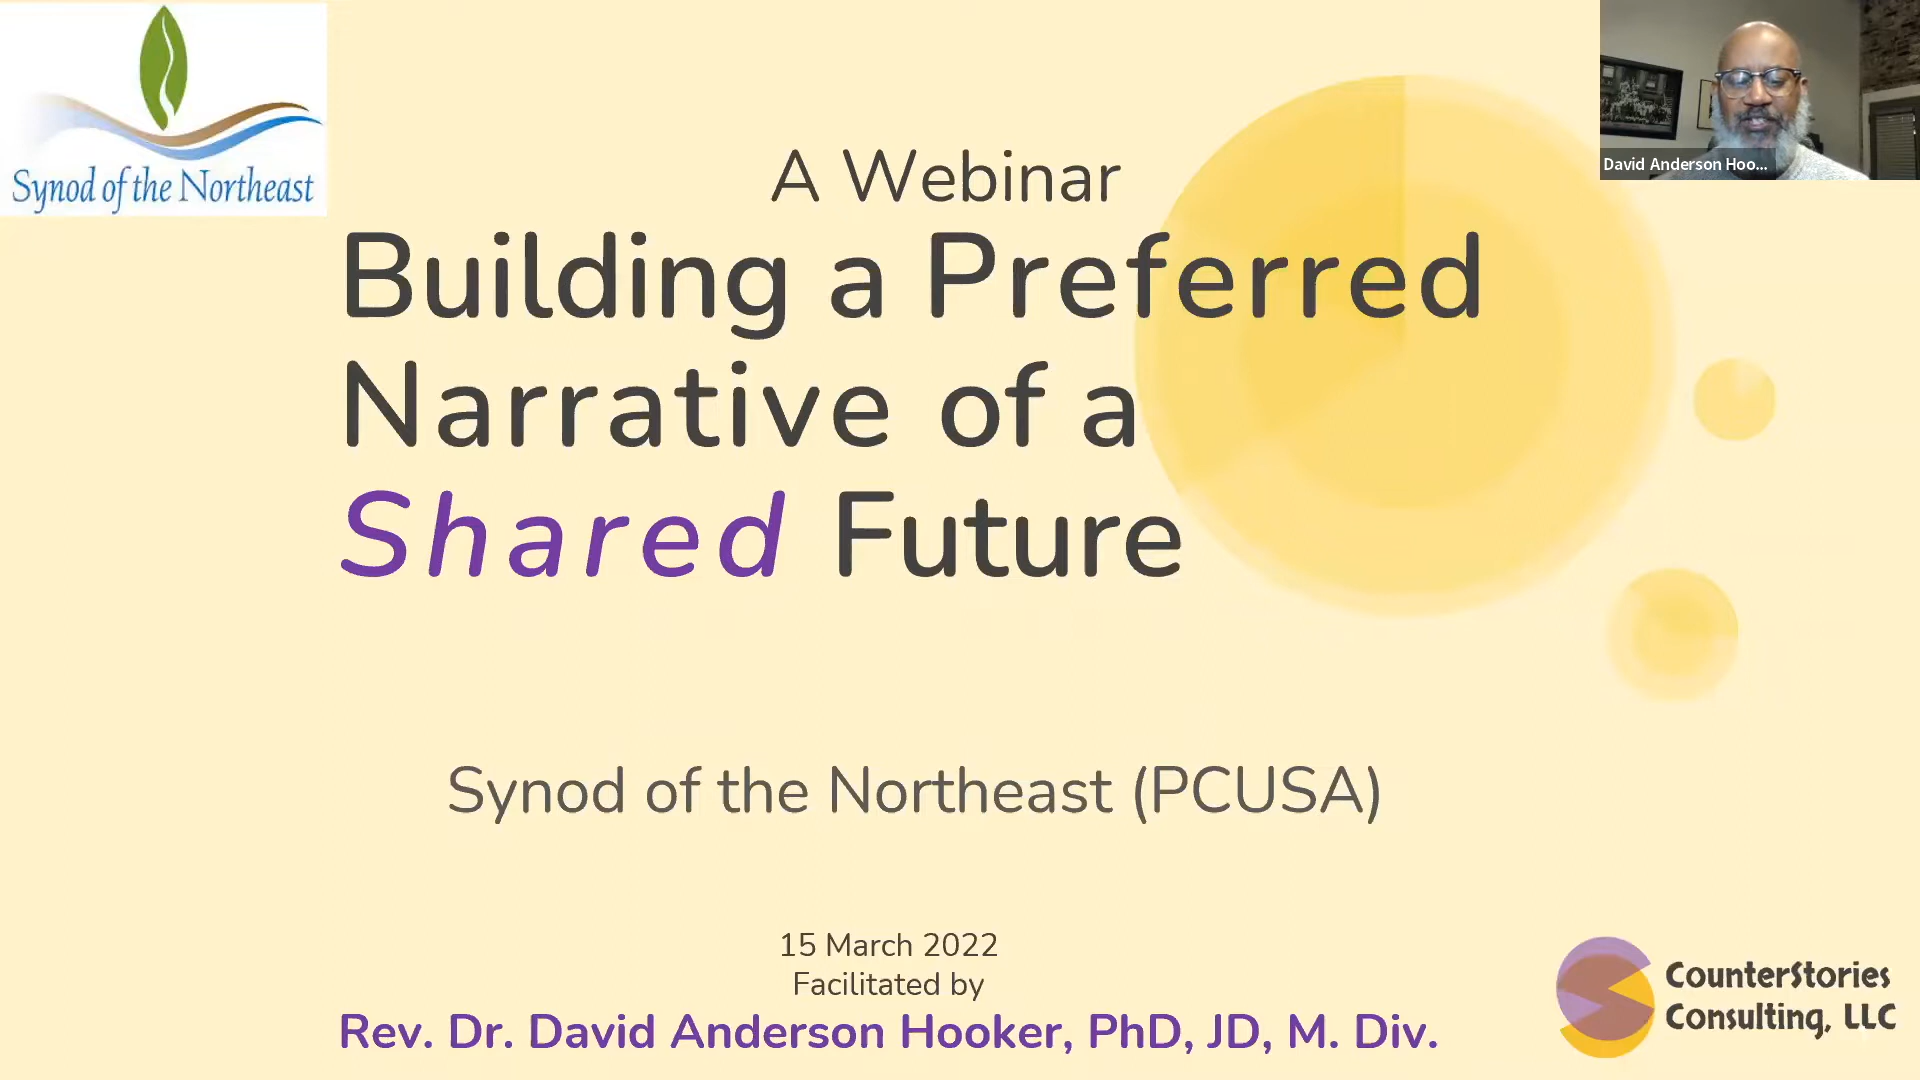 Synod of the Northeast
David Anderson Hoo...
A Webinar
Building a Preferred
Narrative of a
Shared Future
Synod of the Northeast (PCUSA)
15 March 2022
Facilitated by
Rev. Dr. David Anderson Hooker, PhD, JD, M. Div.
CounterStories
Consulting, LLC